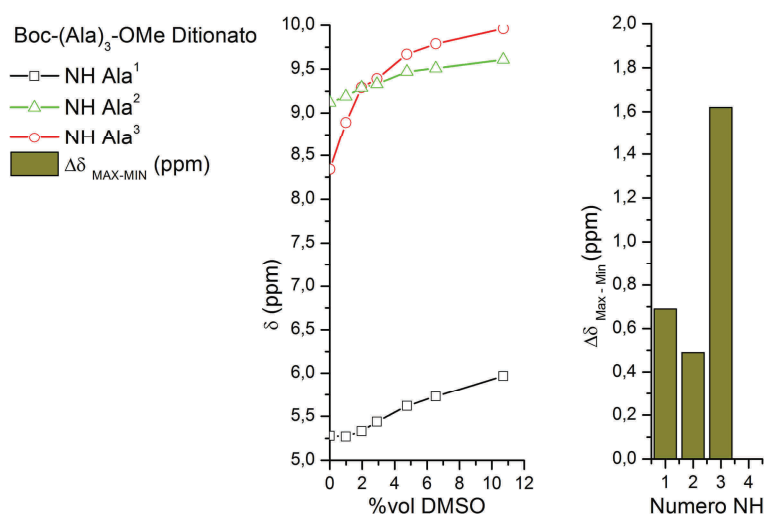 Boc-(Ala)3-OMe Ditionato
NH Ala1
NH Ala2
NH Ala3
Δδ MAX-MIN (ppm)
δ (ppm)
10,0
9,5
9,0
8,5
8,0
7,5
7,0
6,5
6,0
5,5
5,0
0 2 4 6 8 10 12
%vol DMSO
Δδ Max - Min (ppm)
2,0
1,8
1,6
1,4
1,2
1,0
0,8
0,6
0,4
0,2
0,0
1 2 3 4
Numero NH